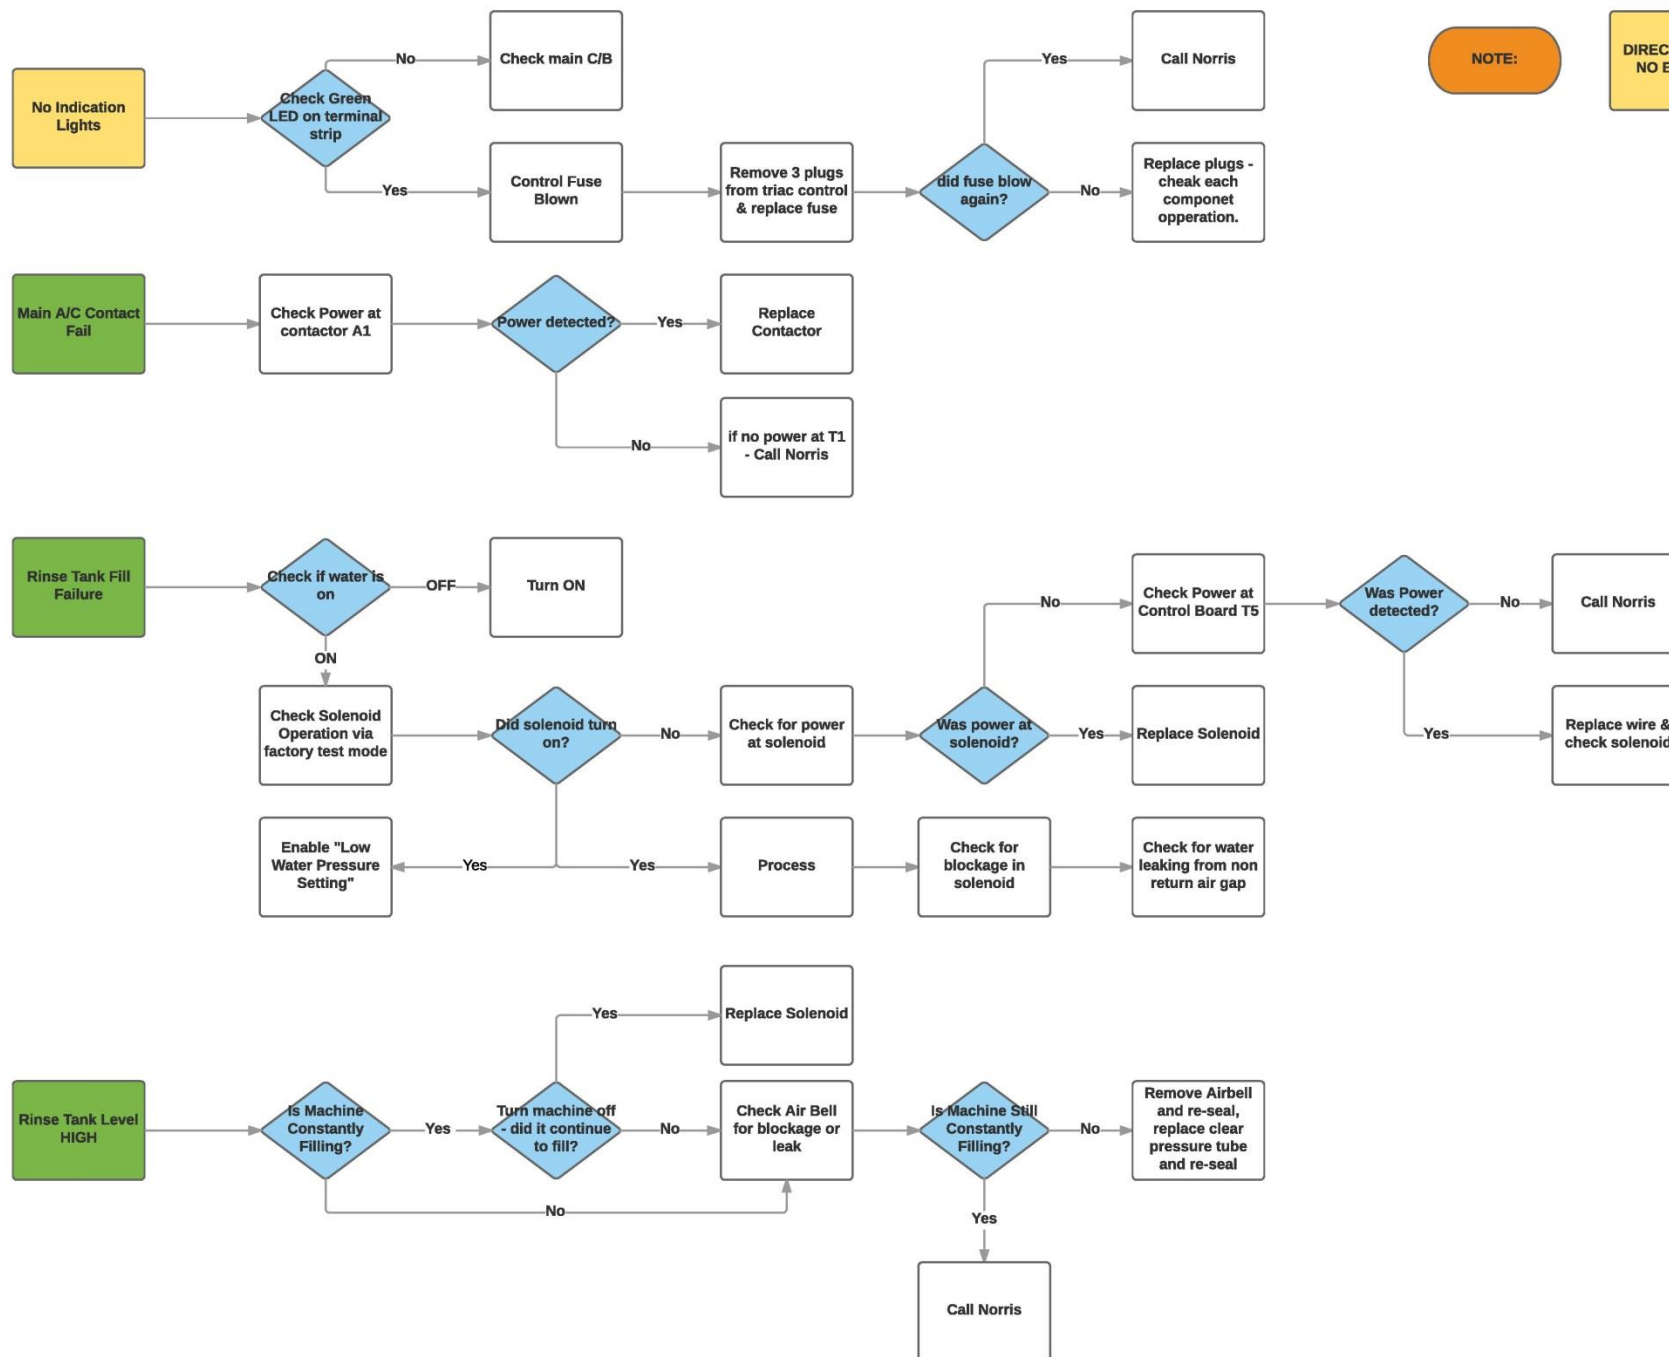 No
Check main C/B
Yes
Call Norris
NOTE:
DIREC
NO E
No Indication
Lights
Check Green
LED on terminal
strip
Yes
Control Fuse
Blown
Remove 3 plugs
from triac control
& replace fuse
did fuse blow
again?
No
Replace plugs -
cheak each
componet
opperation.
Main A/C Contact
Fail
Check Power at
contactor A1
Power detected?
Yes
Replace
Contactor
No
if no power at T1
- Call Norris
Rinse Tank Fill
Failure
Check if water is
on
OFF
Turn ON
ON
No
Check Power at
Control Board T5
Was Power
detected?
No
Call Norris
Check Solenoid
Operation via
factory test mode
Did solenoid turn
on?
No
Check for power
at solenoid
Was power at
solenoid?
Yes
Replace Solenoid
Yes
Replace wire &
check solenoid
Enable "Low
Water Pressure
Setting"
Yes
Yes
Process
Check for
blockage in
solenoid
Check for water
leaking from non
return air gap
Yes
Replace Solenoid
Rinse Tank Level
HIGH
Is Machine
Constantly
Filling?
Yes
Turn machine off
- did it continue
to fill?
No
Check Air Bell
for blockage or
leak
Is Machine Still
Constantly
Filling?
No
Remove Airbell
and re-seal,
replace clear
pressure tube
and re-seal
No
Yes
Call Norris